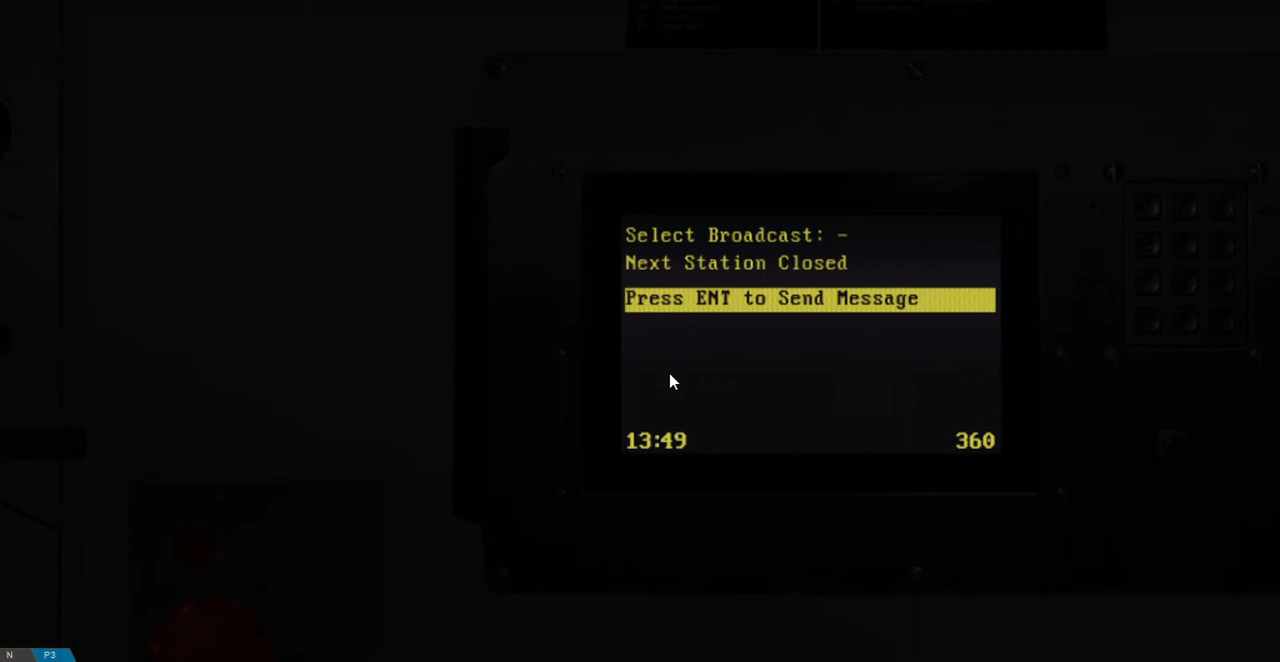 Select Broadcast: -
Next Station Closed
Press ENT to Send Message
13:49 360
N P3